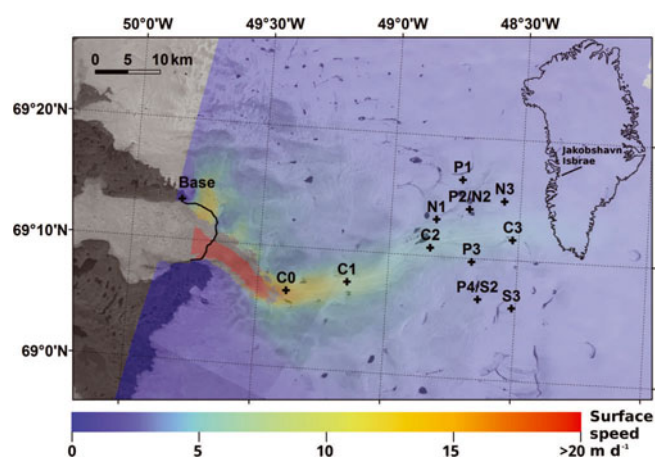 50°00'W 49°30'W 49°00'W 48°30'W
0 5 10 km
69°20'N
69°10'N
69°0'N
Jakobshavn
Isbrae
Base
P1
P2/N2 N3
N1
C2 C3
P3
C0 C1
P4/S2 S3
0 5 10 15 >20
Surface
speed
m d⁻¹